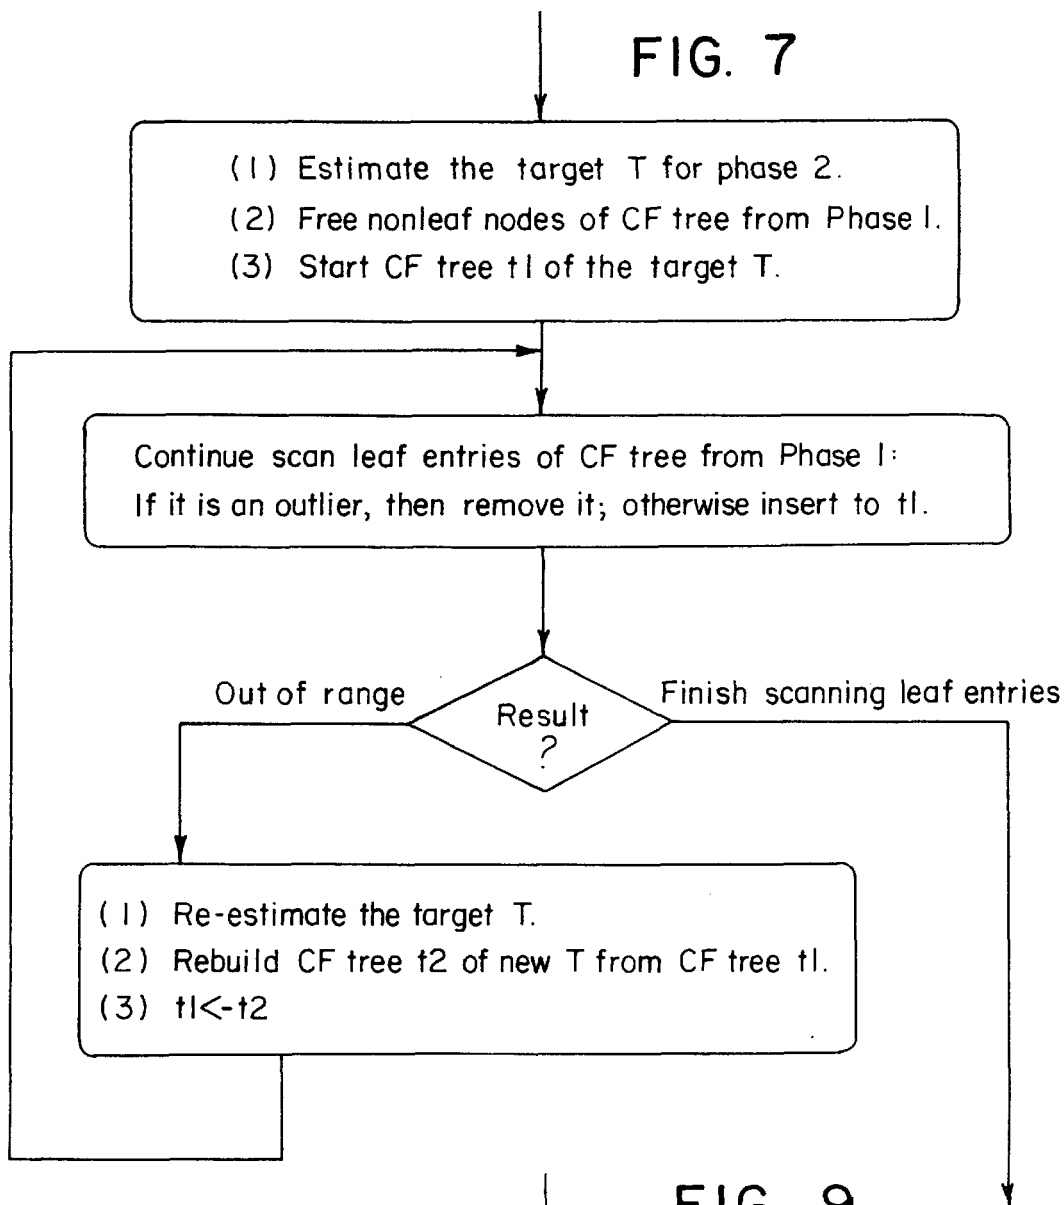 FIG. 7
(1) Estimate the target T for phase 2.
(2) Free nonleaf nodes of CF tree from Phase 1.
(3) Start CF tree t1 of the target T.
Continue scan leaf entries of CF tree from Phase 1:
If it is an outlier, then remove it; otherwise insert to t1.
Out of range
Result
?
Finish scanning leaf entries
(1) Re-estimate the target T.
(2) Rebuild CF tree t2 of new T from CF tree t1.
(3) t1<-t2
FIG. 9